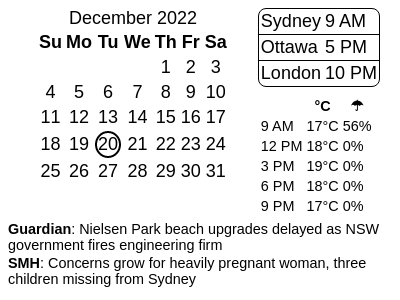 December 2022
Su Mo Tu We Th Fr Sa
1 2 3
4 5 6 7 8 9 10
11 12 13 14 15 16 17
18 19 20 21 22 23 24
25 26 27 28 29 30 31
Sydney 9 AM
Ottawa 5 PM
London 10 PM
°C ☂
9 AM 17°C 56%
12 PM 18°C 0%
3 PM 19°C 0%
6 PM 18°C 0%
9 PM 17°C 0%
Guardian: Nielsen Park beach upgrades delayed as NSW
government fires engineering firm
SMH: Concerns grow for heavily pregnant woman, three
children missing from Sydney